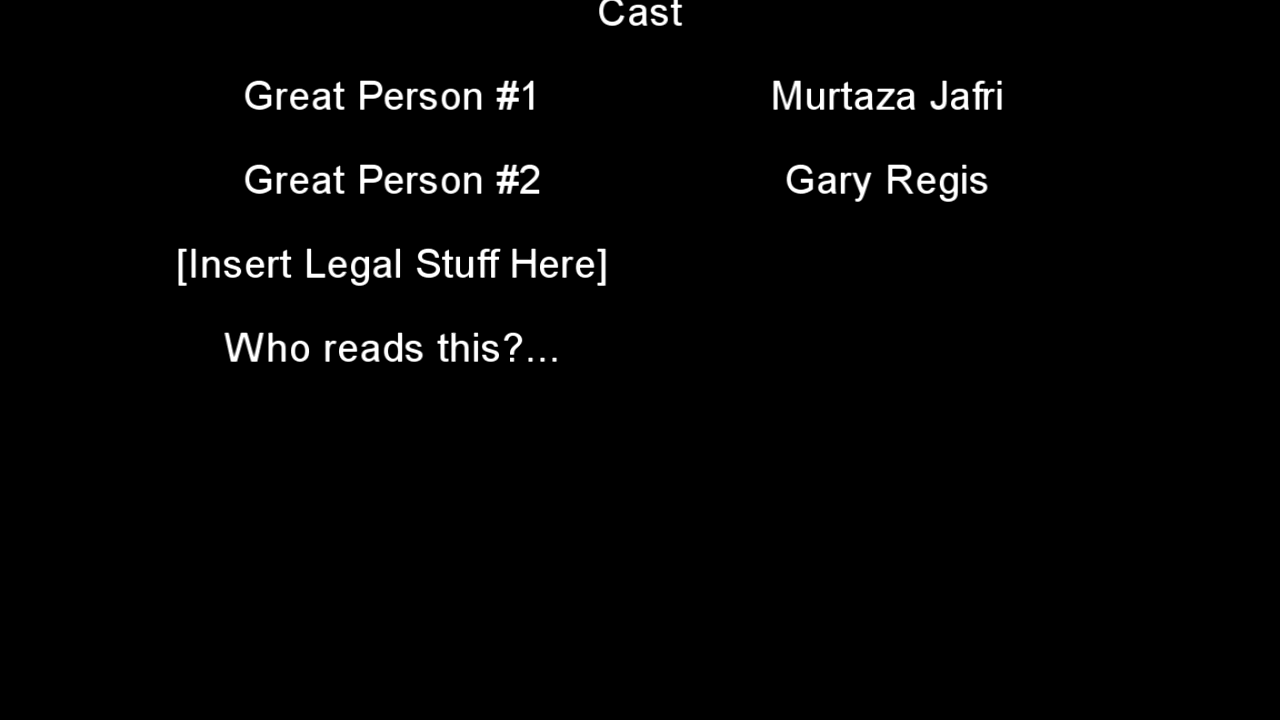 Cast
Great Person #1 Murtaza Jafri
Great Person #2 Gary Regis
[Insert Legal Stuff Here]
Who reads this?...